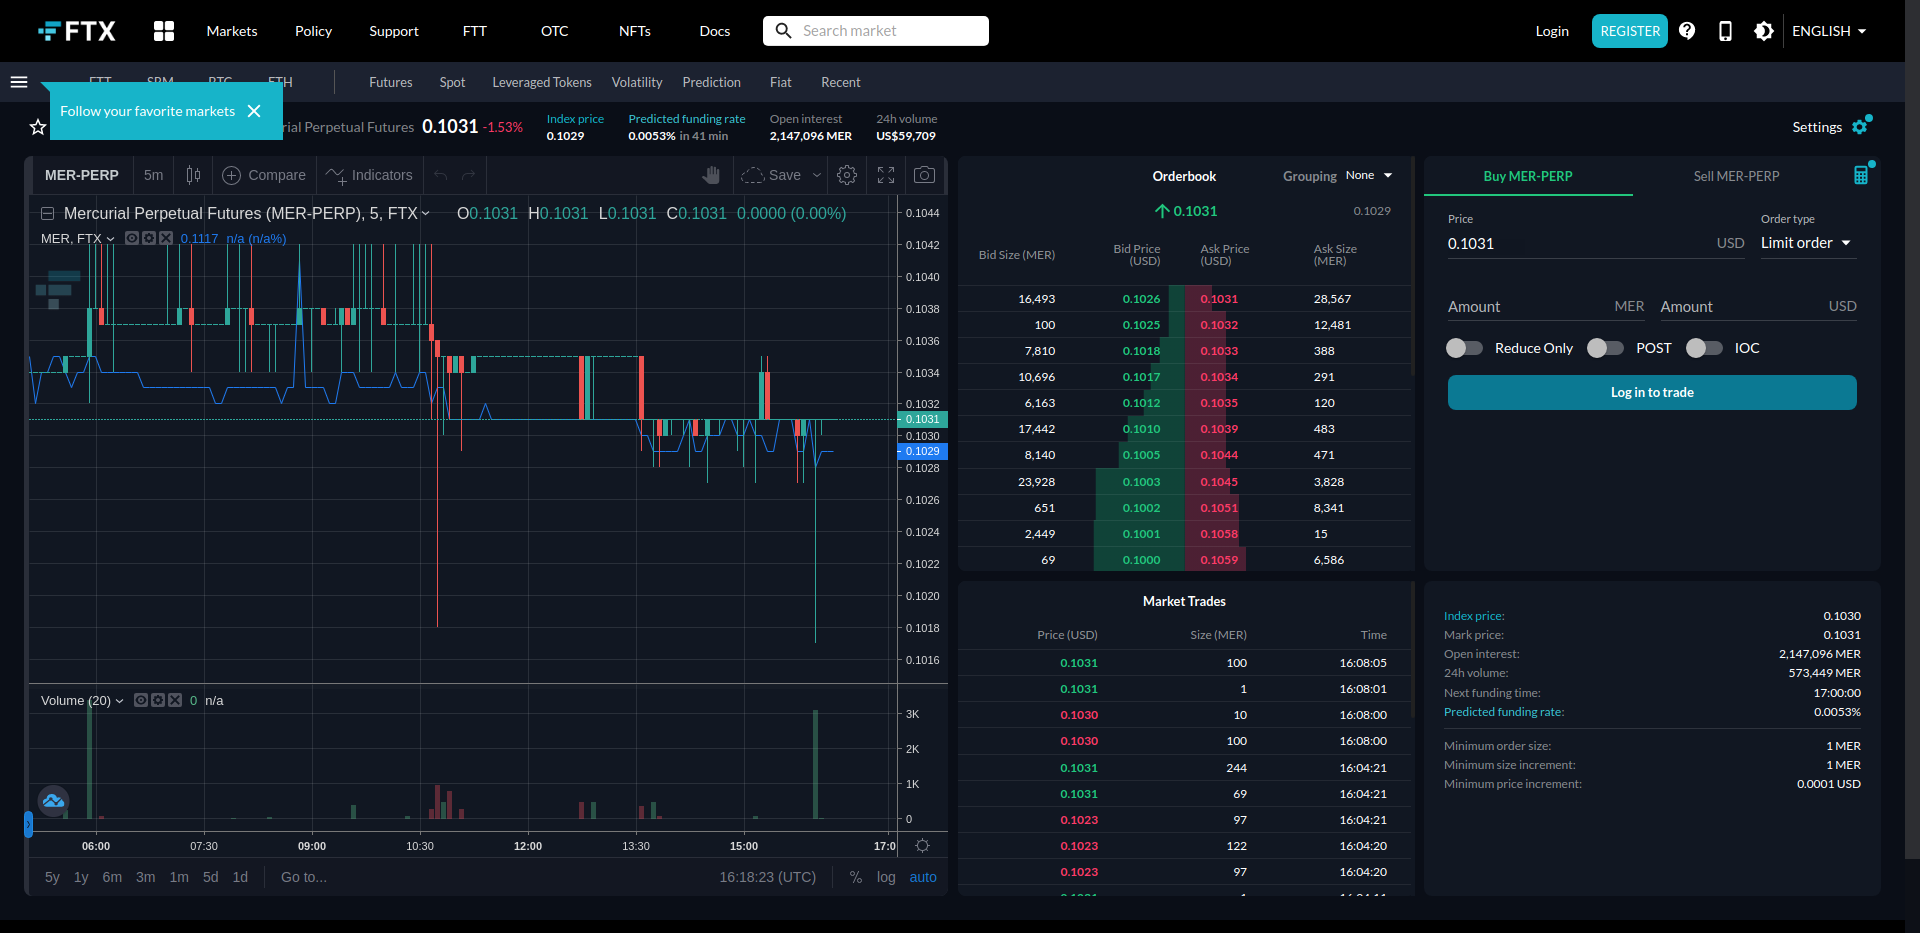 FTX
Markets Policy Support FTT OTC NFTs Docs
Search market
Login REGISTER ENGLISH
FTT SRM BTC ETH Futures Spot Leveraged Tokens Volatility Prediction Fiat Recent
Follow your favorite markets
Perpetual Futures 0.1031 -1.53%
Index price
0.1029
Predicted funding rate
0.0053% in 41 min
Open interest
2,147,096 MER
24h volume
US$59,709
Settings
MER-PERP 5m Compare Indicators Save
Mercurial Perpetual Futures (MER-PERP), 5, FTX O0.1031 H0.1031 L0.1031 C0.1031 0.0000 (0.00%)
MER, FTX 0.1117 n/a (n/a%)
0.1044
0.1042
0.1040
0.1038
0.1036
0.1034
0.1032
0.1031
0.1030
0.1029
0.1028
0.1026
0.1024
0.1022
0.1020
0.1018
0.1016
Volume (20) 0 n/a
3K
2K
1K
0
06:00 07:30 09:00 10:30 12:00 13:30 15:00 17:0
5y 1y 6m 3m 1m 5d 1d Go to... 16:18:23 (UTC) % log auto
Orderbook Grouping None
0.1031 0.1029
Bid Size (MER) Bid Price (USD) Ask Price (USD) Ask Size (MER)
16,493 0.1026 0.1031 28,567
100 0.1025 0.1032 12,481
7,810 0.1018 0.1033 388
10,696 0.1017 0.1034 291
6,163 0.1012 0.1035 120
17,442 0.1010 0.1039 483
8,140 0.1005 0.1044 471
23,928 0.1003 0.1045 3,828
651 0.1002 0.1051 8,341
2,449 0.1001 0.1058 15
69 0.1000 0.1059 6,586
Market Trades
Price (USD) Size (MER) Time
0.1031 100 16:08:05
0.1031 1 16:08:01
0.1030 10 16:08:00
0.1030 100 16:08:00
0.1031 244 16:04:21
0.1031 69 16:04:21
0.1023 97 16:04:21
0.1023 122 16:04:20
0.1023 97 16:04:20
Buy MER-PERP Sell MER-PERP
Price Order type
0.1031 USD Limit order
Amount MER Amount USD
Reduce Only POST IOC
Log in to trade
Index price: 0.1030
Mark price: 0.1031
Open interest: 2,147,096 MER
24h volume: 573,449 MER
Next funding time: 17:00:00
Predicted funding rate: 0.0053%
Minimum order size: 1 MER
Minimum size increment: 1 MER
Minimum price increment: 0.0001 USD